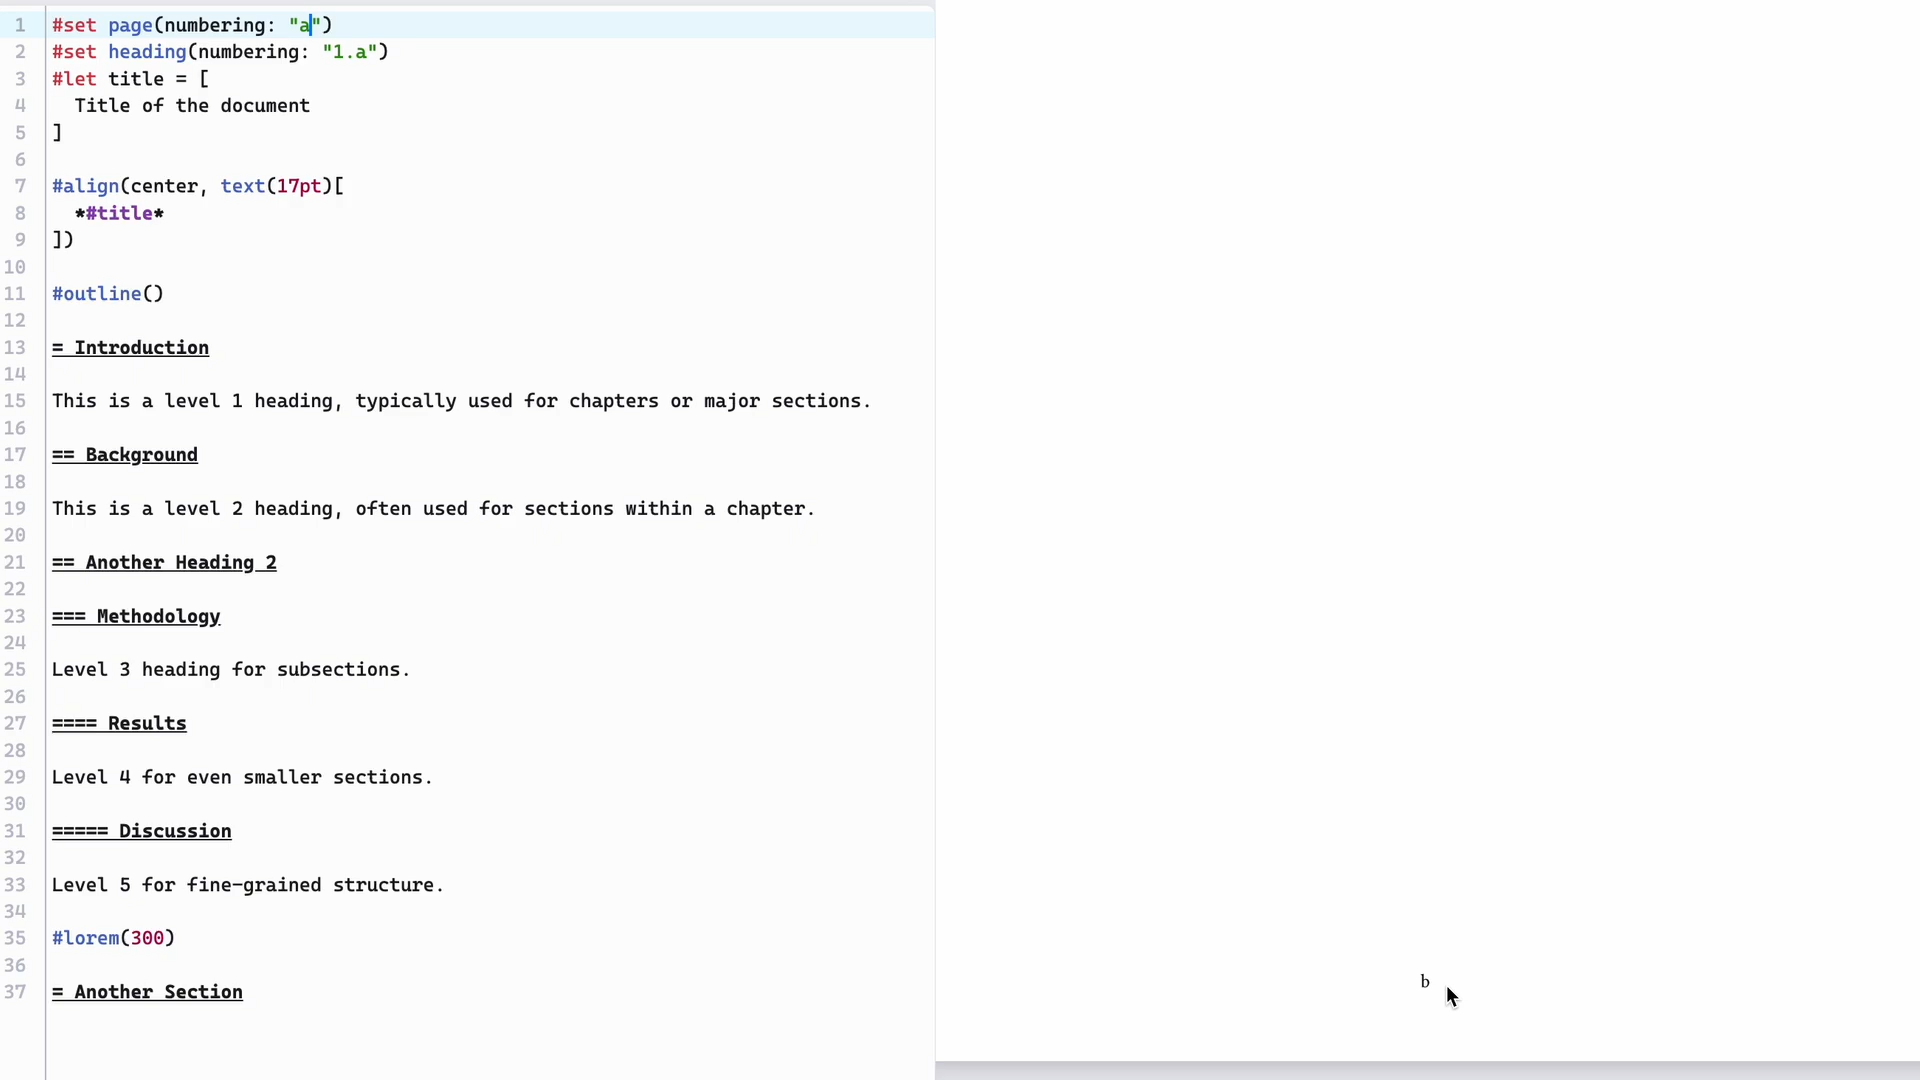 1 #set page(numbering: "a")
2 #set heading(numbering: "1.a")
3 #let title = [
4   Title of the document
5 ]
6
7 #align(center, text(17pt)[
8   *#title*
9 ])
10
11 #outline()
12
13 = Introduction
14
15 This is a level 1 heading, typically used for chapters or major sections.
16
17 == Background
18
19 This is a level 2 heading, often used for sections within a chapter.
20
21 == Another Heading 2
22
23 === Methodology
24
25 Level 3 heading for subsections.
26
27 ==== Results
28
29 Level 4 for even smaller sections.
30
31 ===== Discussion
32
33 Level 5 for fine-grained structure.
34
35 #lorem(300)
36
37 = Another Section
b